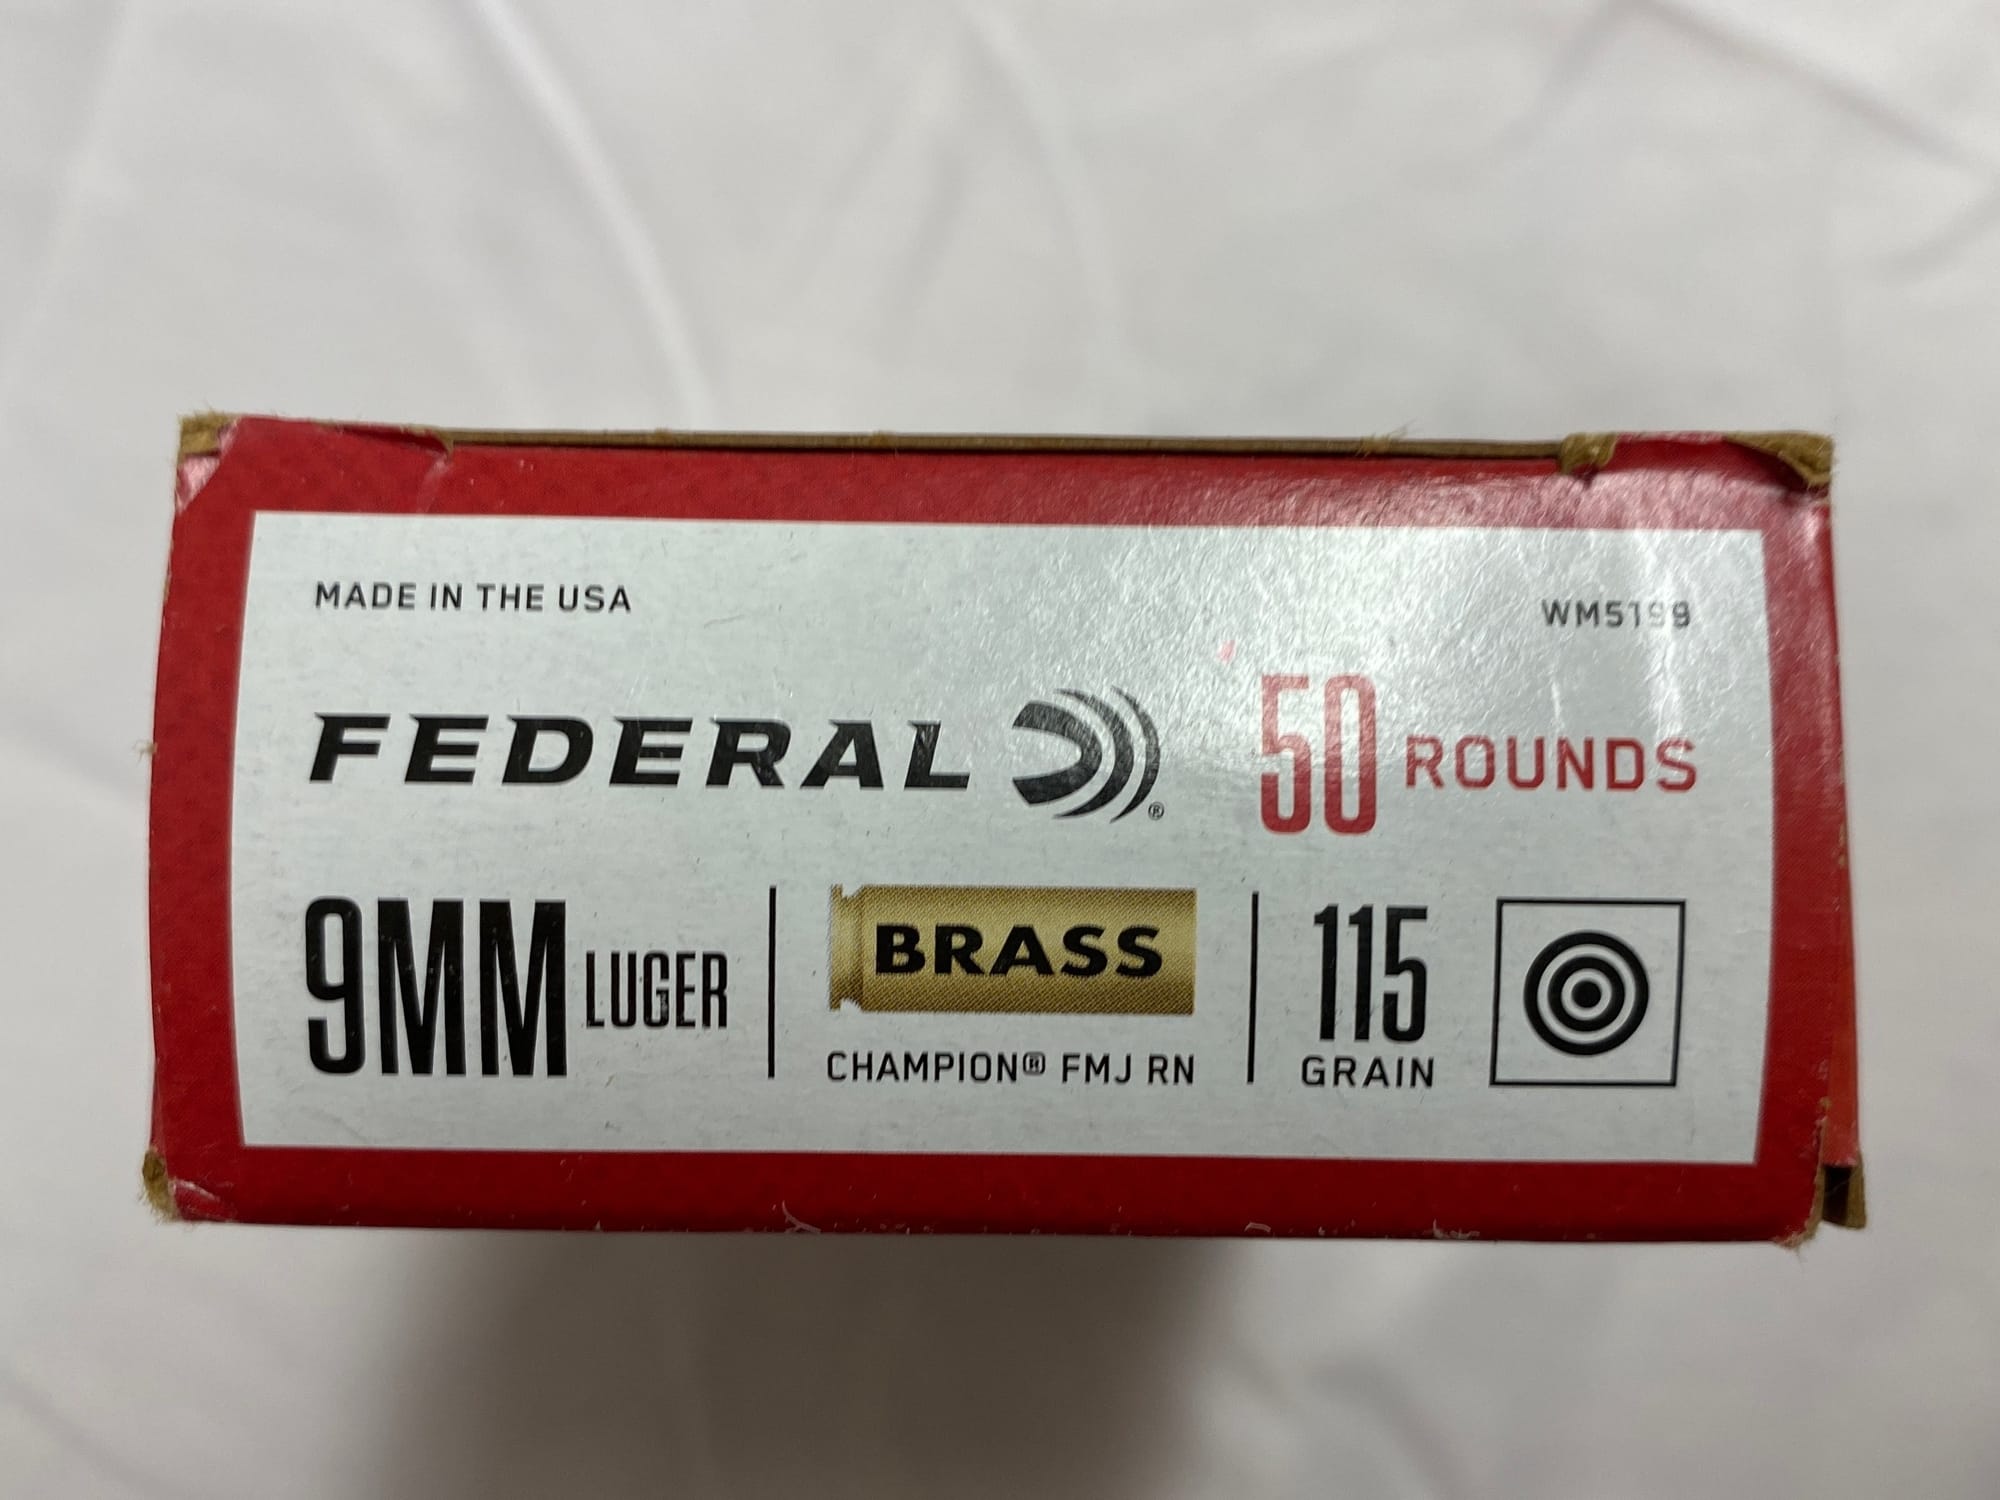 MADE IN THE USA
WM5199
FEDERAL ®
50 ROUNDS
9MM LUGER
BRASS
CHAMPION® FMJ RN
115
GRAIN